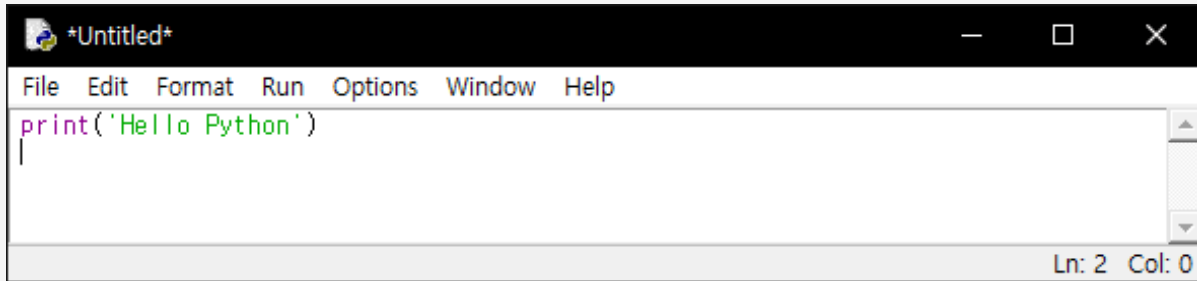 *Untitled*
File Edit Format Run Options Window Help
print('Hello Python')
Ln: 2 Col: 0